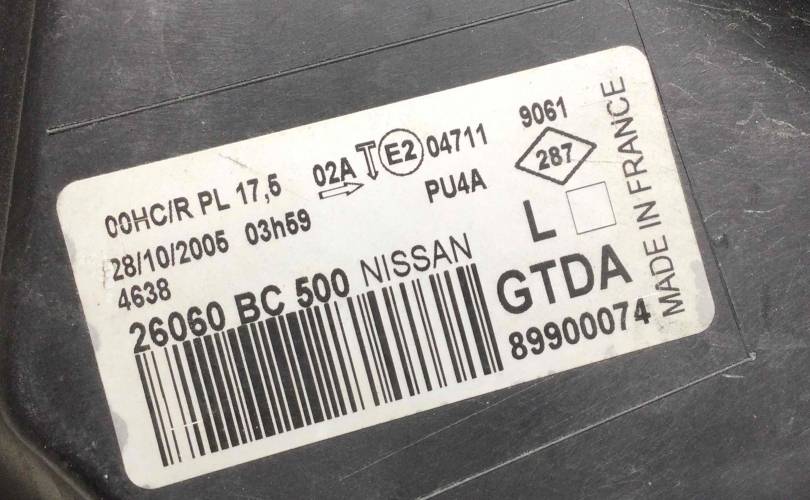 00HC/R PL 17,5 02A E2 04711 9061
28/10/2005 03h59 PU4A 287
4638 L
26060 BC 500 NISSAN GTDA
89900074
MADE IN FRANCE